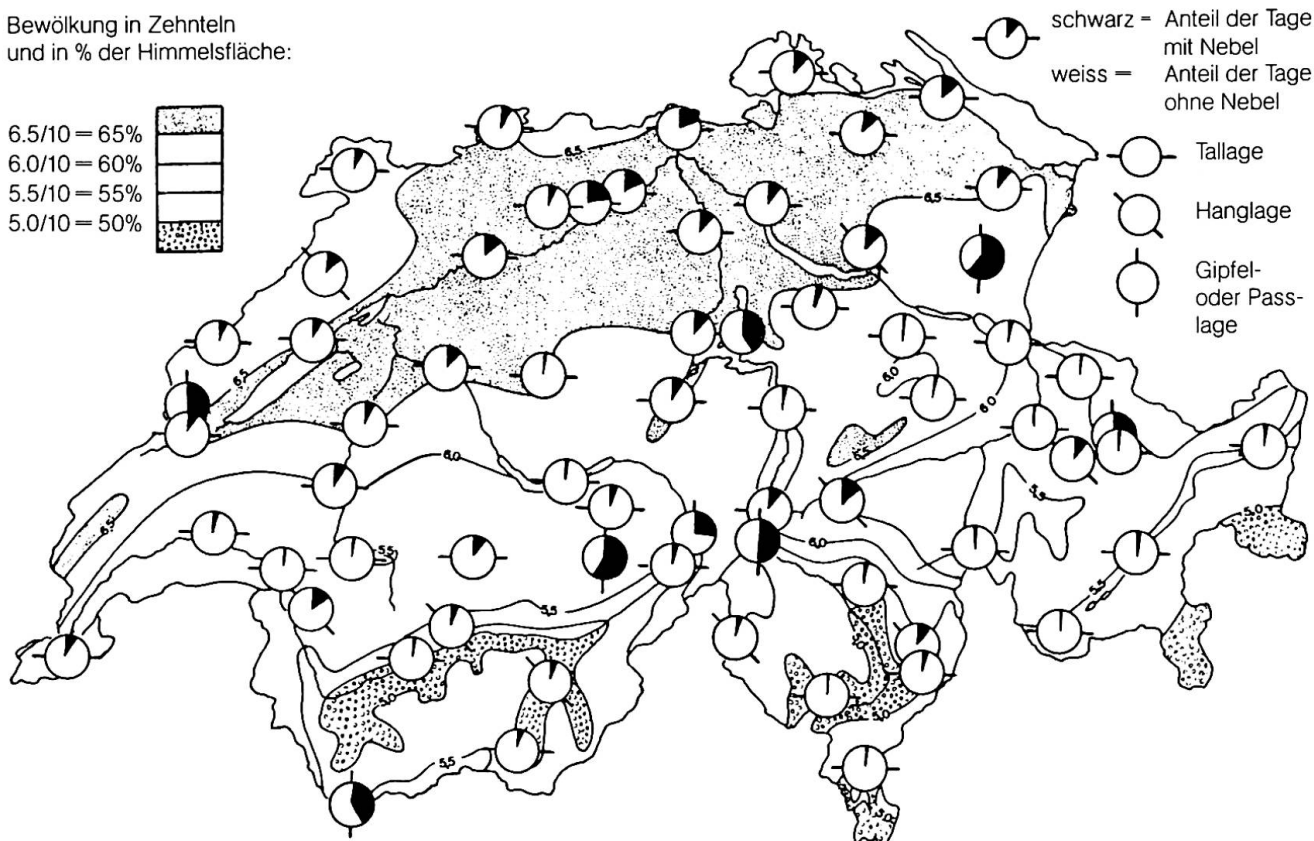 Bewölkung in Zehnteln
und in % der Himmelsfläche:
6.5/10 = 65%
6.0/10 = 60%
5.5/10 = 55%
5.0/10 = 50%
schwarz = Anteil der Tage
mit Nebel
weiss = Anteil der Tage
ohne Nebel
Tallage
Hanglage
Gipfel-
oder Pass-
lage
6.5
6.5
6.5
6.0
6.0
6.5
5.5
6.0
5.5
6.0
5.0
5.5
5.5
5.5
5.0
5.0
5.5
5.0